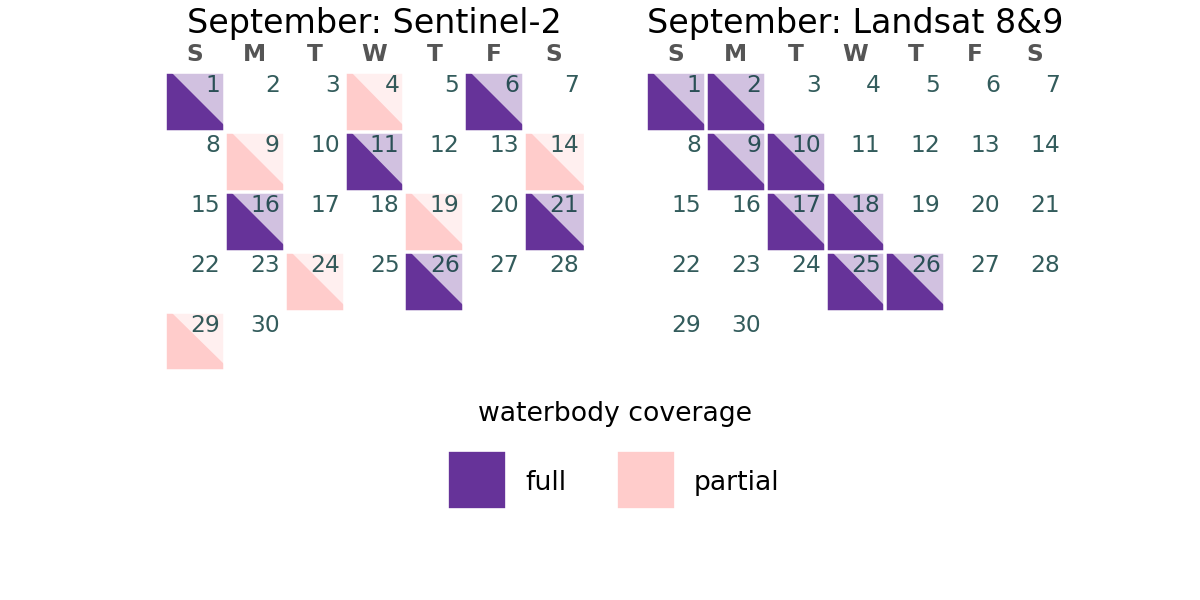 September: Sentinel-2
S M T W T F S
1 2 3 4 5 6 7
8 9 10 11 12 13 14
15 16 17 18 19 20 21
22 23 24 25 26 27 28
29 30
September: Landsat 8&9
S M T W T F S
1 2 3 4 5 6 7
8 9 10 11 12 13 14
15 16 17 18 19 20 21
22 23 24 25 26 27 28
29 30
waterbody coverage
full partial